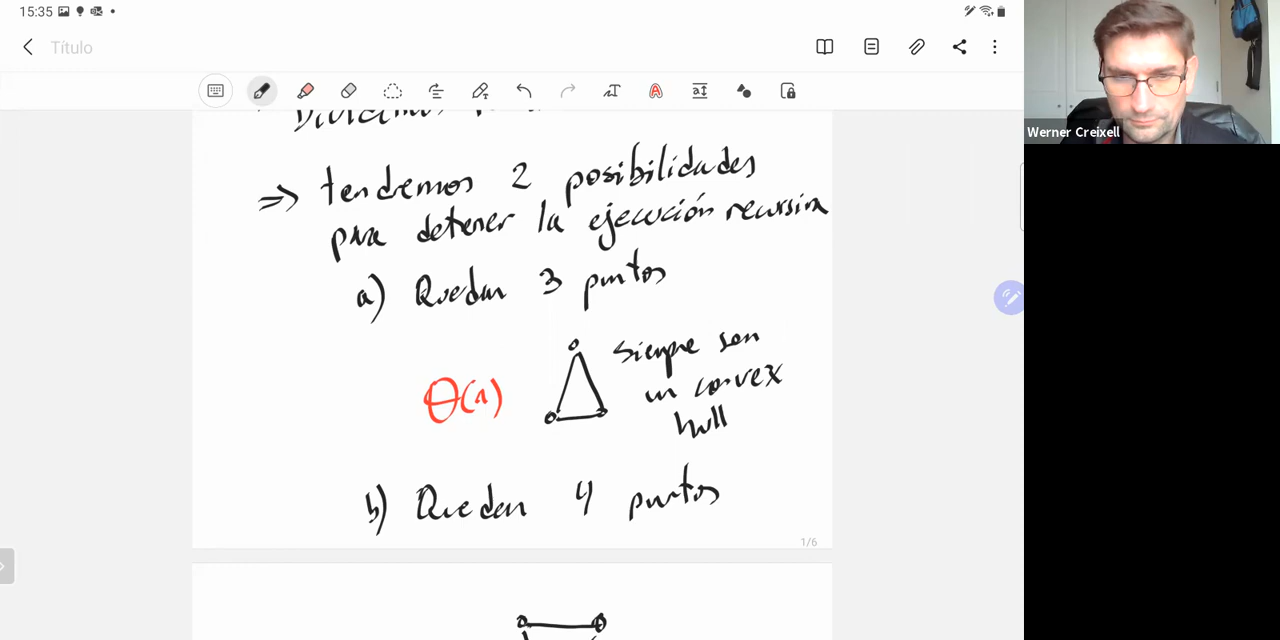 15:35
Título
Werner Creixell
Dividimos
⇒ tendremos 2 posibilidades
para detener la ejecución recursiva
a) Quedan 3 puntos
siempre son
un convex
hull
Θ(1)
b) Quedan 4 puntos
1/6